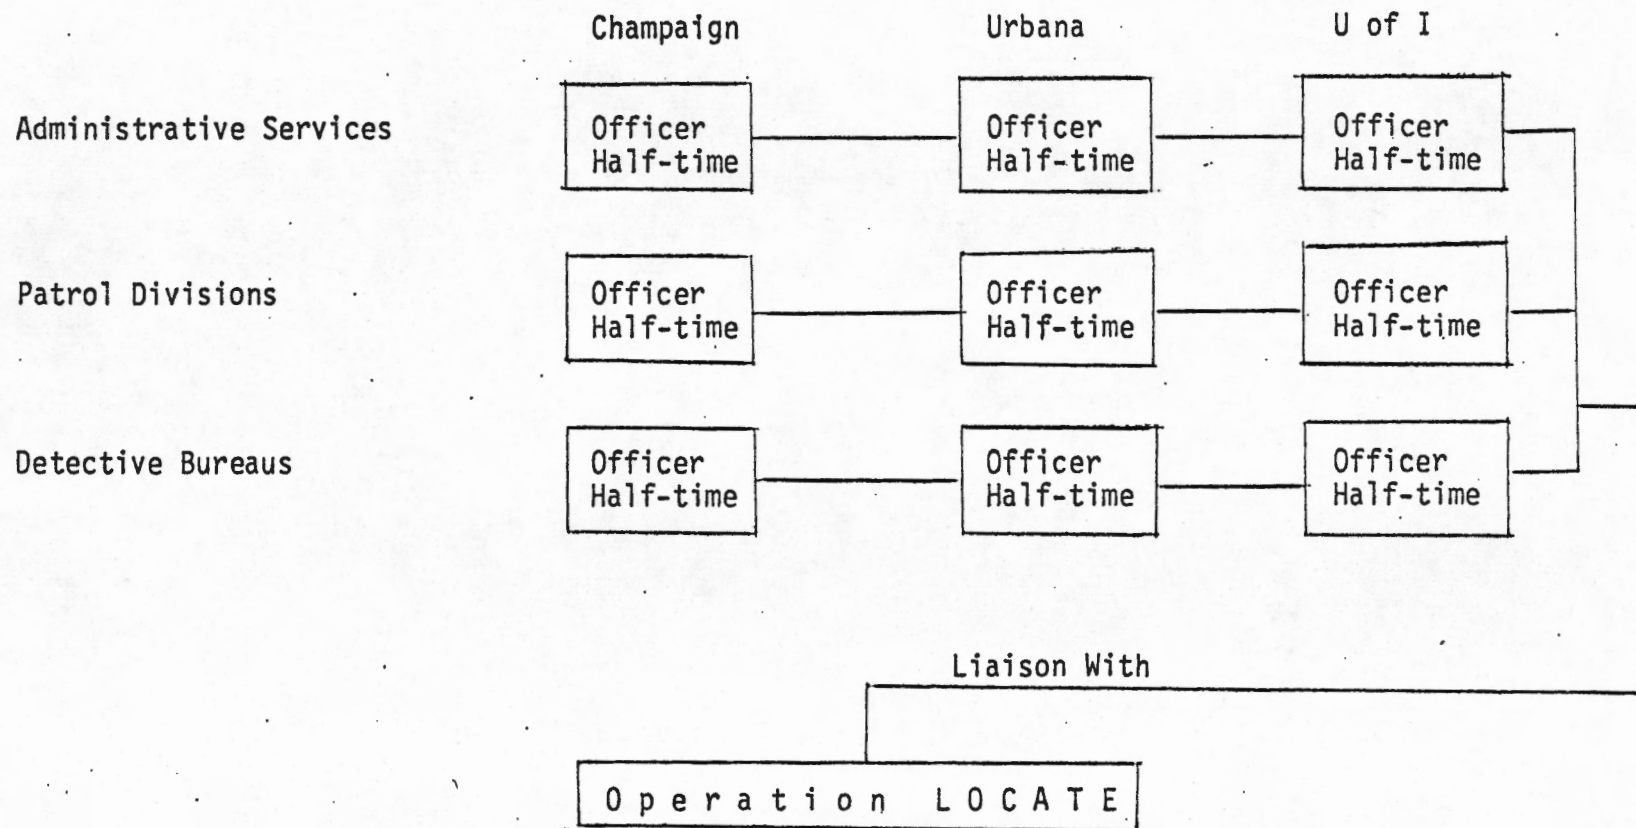 Champaign Urbana U of I
Administrative Services
Officer Half-time
Officer Half-time
Officer Half-time
Patrol Divisions
Officer Half-time
Officer Half-time
Officer Half-time
Detective Bureaus
Officer Half-time
Officer Half-time
Officer Half-time
Liaison With
Operation LOCATE